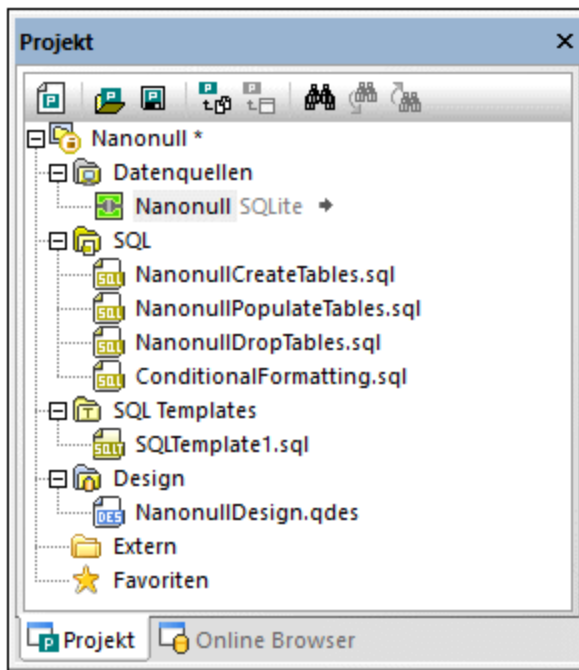 Projekt
Nanonull *
Datenquellen
Nanonull SQLite
SQL
NanonullCreateTables.sql
NanonullPopulateTables.sql
NanonullDropTables.sql
ConditionalFormatting.sql
SQL Templates
SQLTemplate1.sql
Design
NanonullDesign.qdes
Extern
Favoriten
Projekt Online Browser